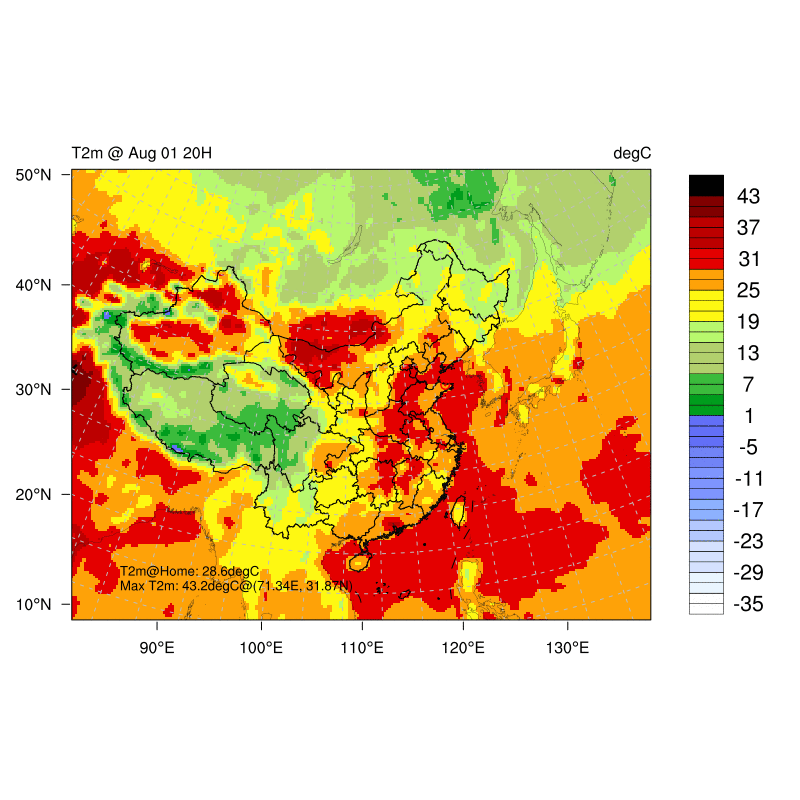 T2m @ Aug 01 20H
degC
50°N
40°N
30°N
20°N
10°N
43
37
31
25
19
13
7
1
-5
-11
-17
-23
-29
-35
T2m@Home: 28.6degC
Max T2m: 43.2degC@(71.34E, 31.87N)
90°E
100°E
110°E
120°E
130°E